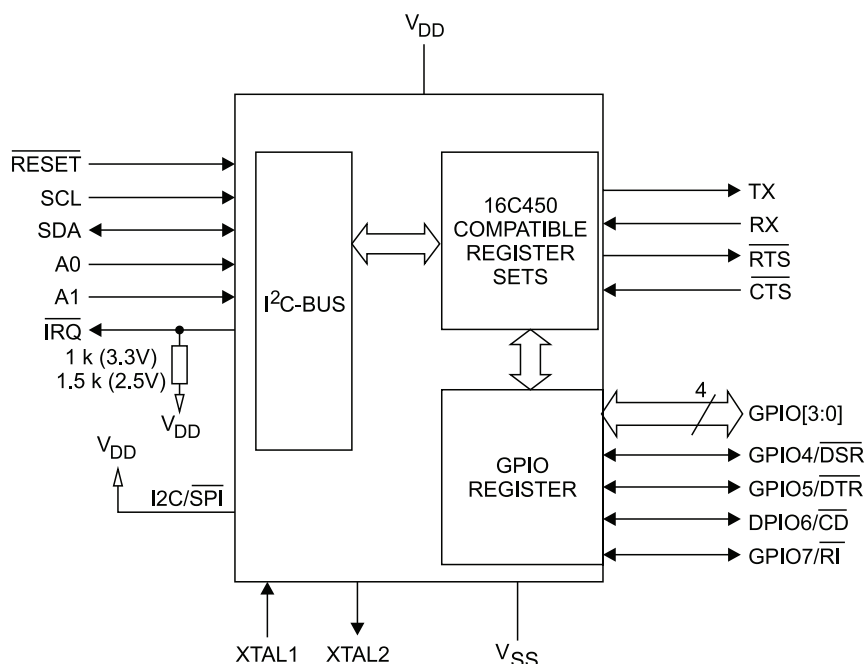 VDD
RESET
SCL
SDA
A0
A1
IRQ
1 k (3.3V)
1.5 k (2.5V)
VDD
VDD
I2C/SPI
I²C-BUS
16C450
COMPATIBLE
REGISTER
SETS
GPIO
REGISTER
TX
RX
RTS
CTS
4
GPIO[3:0]
GPIO4/DSR
GPIO5/DTR
DPIO6/CD
GPIO7/RI
XTAL1
XTAL2
VSS